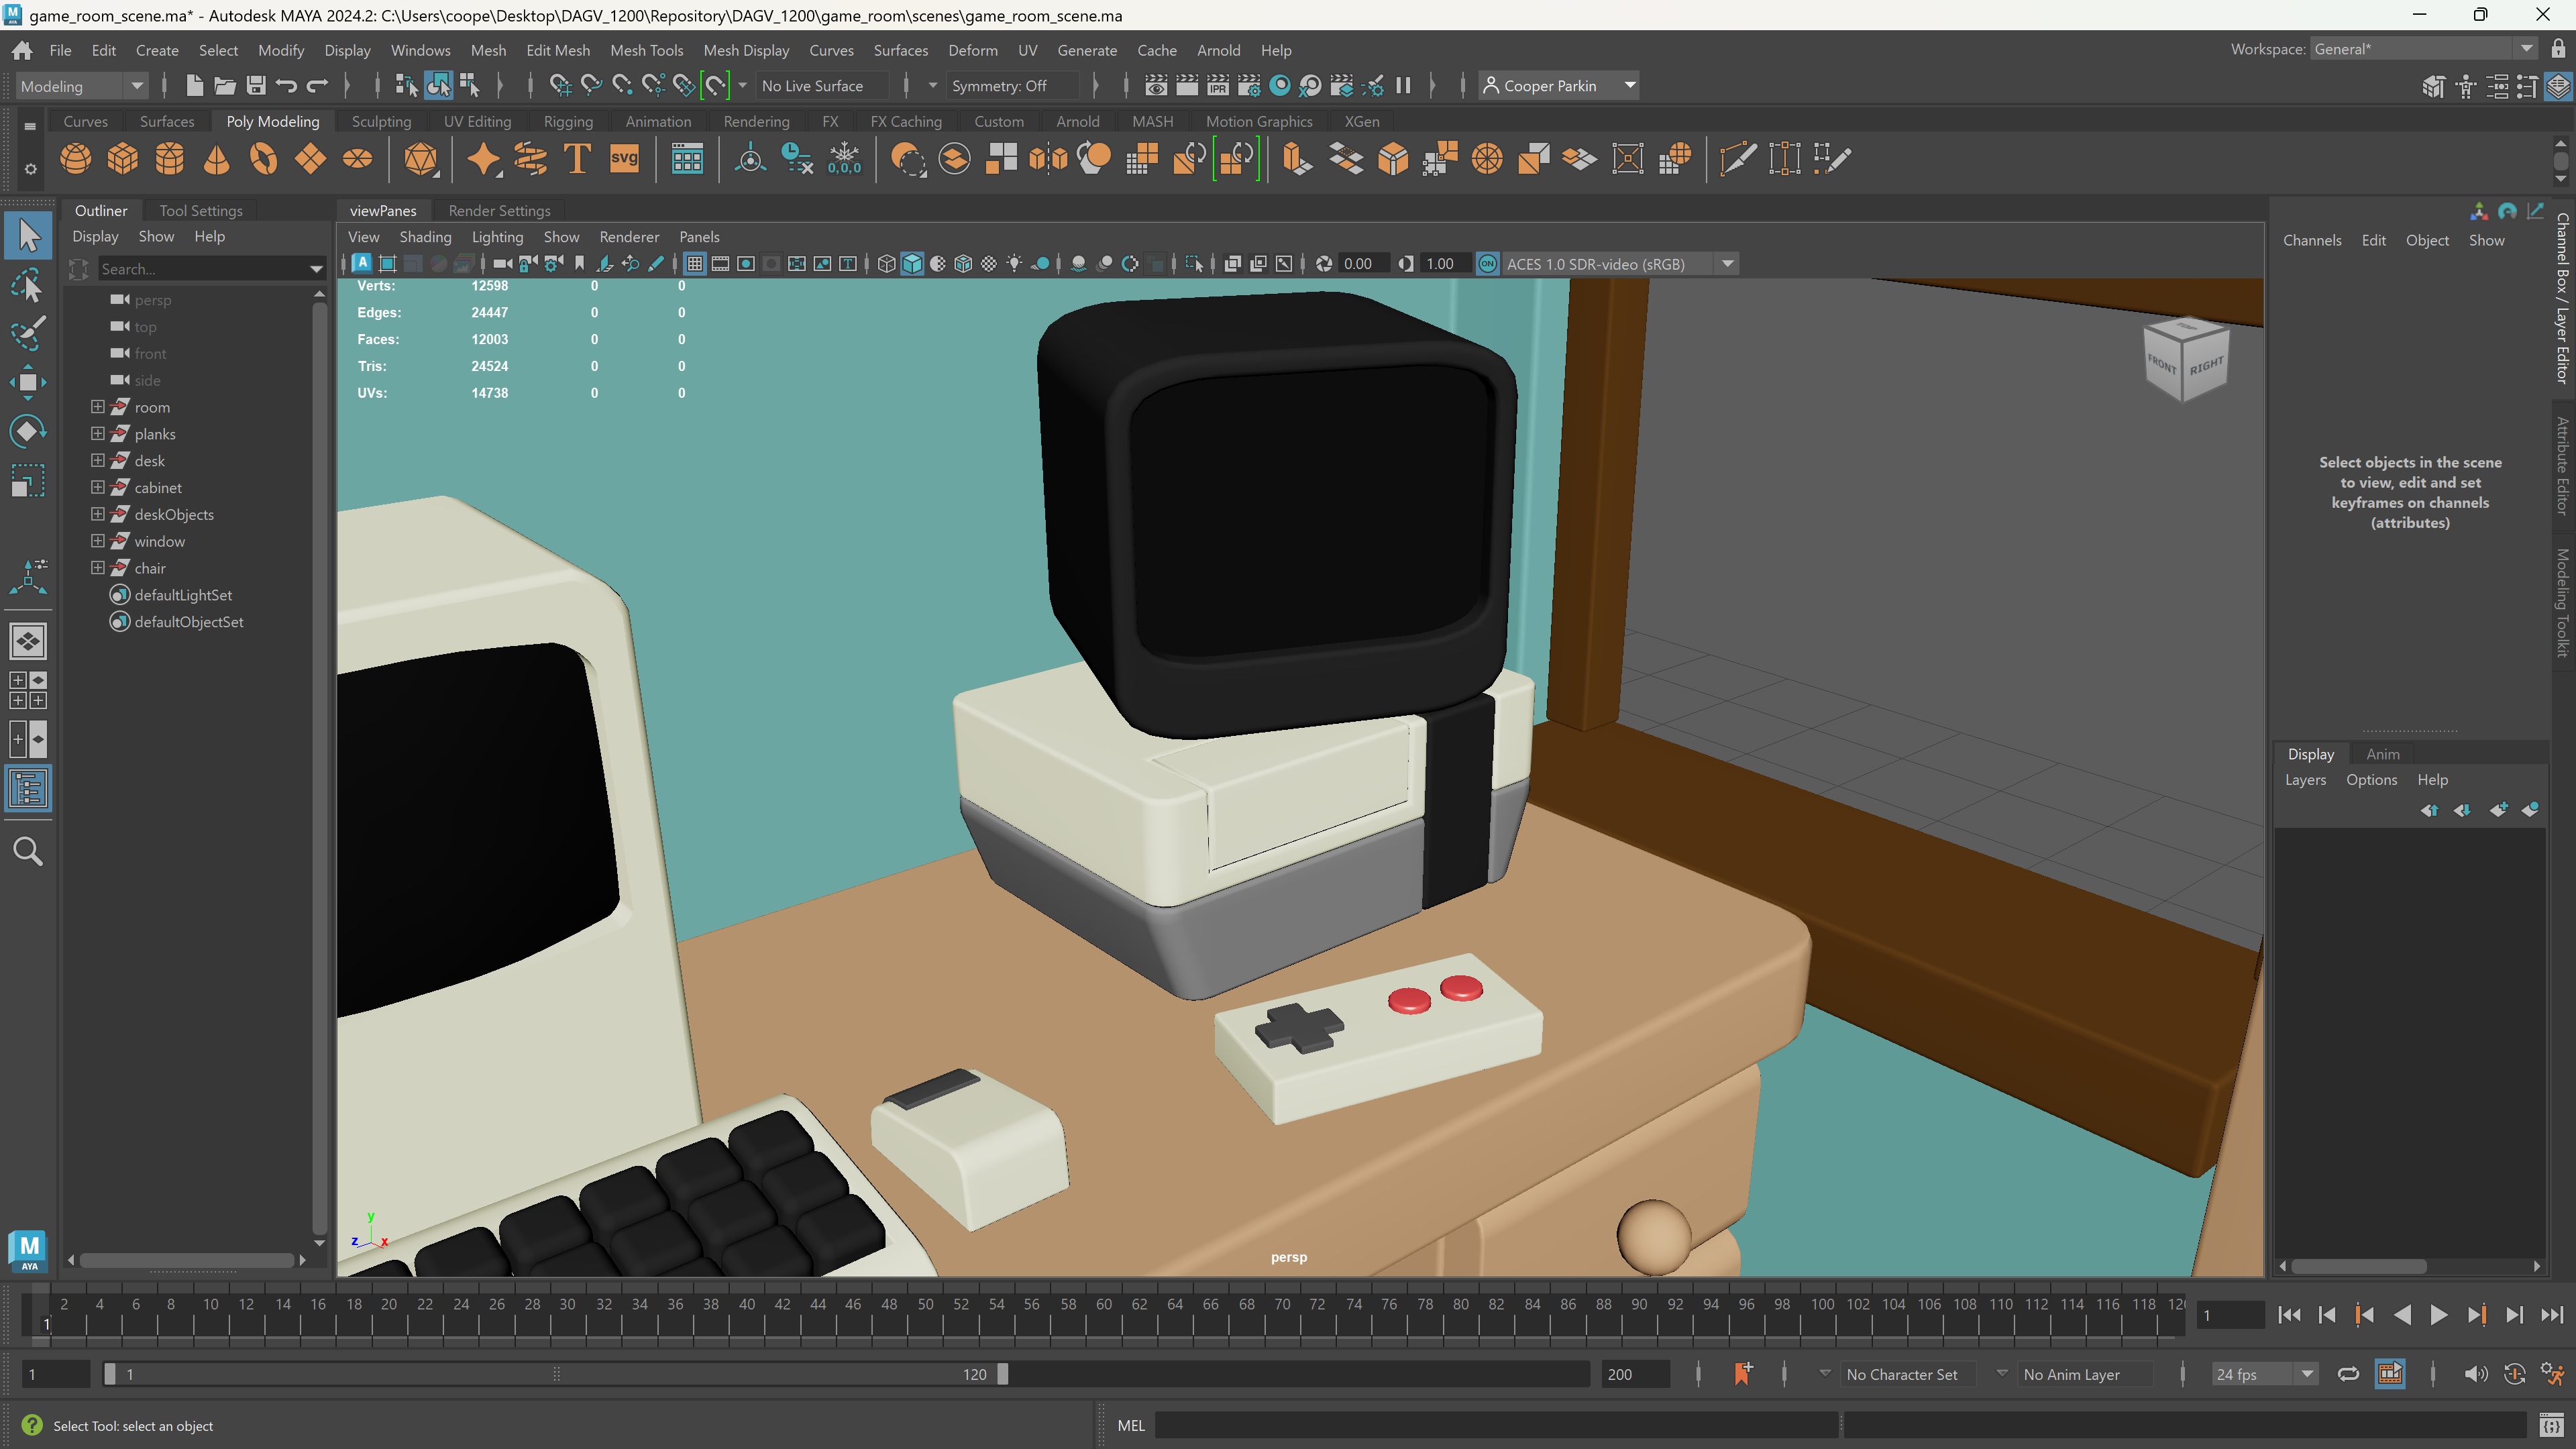 game_room_scene.ma* - Autodesk MAYA 2024.2: C:\Users\coope\Desktop\DAGV_1200\Repository\DAGV_1200\game_room\scenes\game_room_scene.ma
File Edit Create Select Modify Display Windows Mesh Edit Mesh Mesh Tools Mesh Display Curves Surfaces Deform UV Generate Cache Arnold Help
Workspace: General*
Modeling
No Live Surface
Symmetry: Off
IPR
Cooper Parkin
Curves Surfaces Poly Modeling Sculpting UV Editing Rigging Animation Rendering FX FX Caching Custom Arnold MASH Motion Graphics XGen
T
svg
0,0,0
Outliner Tool Settings
Display Show Help
Search...
persp
top
front
side
room
planks
desk
cabinet
deskObjects
window
chair
defaultLightSet
defaultObjectSet
viewPanes Render Settings
View Shading Lighting Show Renderer Panels
0.00
1.00
ON
ACES 1.0 SDR-video (sRGB)
Verts: 12598 0 0
Edges: 24447 0 0
Faces: 12003 0 0
Tris: 24524 0 0
UVs: 14738 0 0
TOP
FRONT
RIGHT
y
z
x
persp
Channels Edit Object Show
Select objects in the scene
to view, edit and set
keyframes on channels
(attributes)
Channel Box / Layer Editor
Attribute Editor
Modeling Toolkit
Display Anim
Layers Options Help
M
AYA
2 4 6 8 10 12 14 16 18 20 22 24 26 28 30 32 34 36 38 40 42 44 46 48 50 52 54 56 58 60 62 64 66 68 70 72 74 76 78 80 82 84 86 88 90 92 94 96 98 100 102 104 106 108 110 112 114 116 118 12
1
1
1
1
120
200
No Character Set
No Anim Layer
24 fps
Select Tool: select an object
MEL